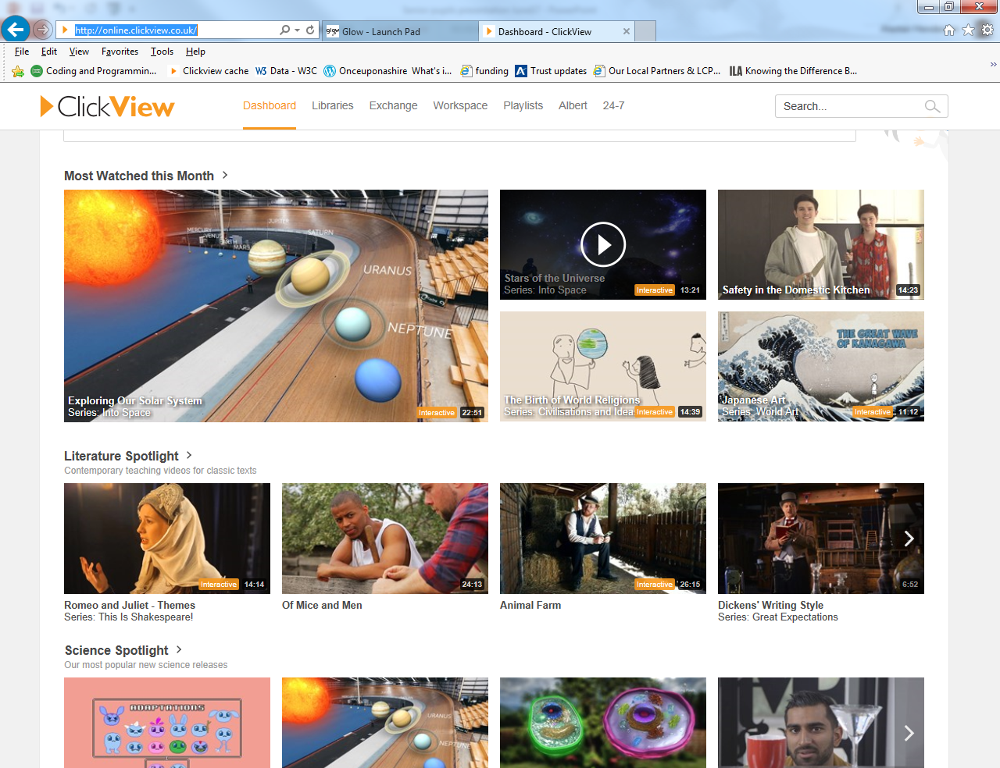 http://online.clickview.co.uk/
glow Glow - Launch Pad
Dashboard - ClickView
File Edit View Favorites Tools Help
Coding and Programmin... Clickview cache W3 Data - W3C Onceuponashire What's i... funding Trust updates Our Local Partners & LCP... ILA Knowing the Difference B...
ClickView
Dashboard Libraries Exchange Workspace Playlists Albert 24-7
Search...
Most Watched this Month
MERCURY
VENUS
EARTH
MARS
JUPITER
SATURN
URANUS
NEPTUNE
Exploring Our Solar System
Series: Into Space
Interactive 22:51
Stars of the Universe
Series: Into Space
Interactive 13:21
Safety in the Domestic Kitchen
14:23
The Birth of World Religions
Series: Civilisations and Idea
Interactive 14:39
THE GREAT WAVE
OF KANAGAWA
Japanese Art
Series: World Art
Interactive 11:12
Literature Spotlight
Contemporary teaching videos for classic texts
Interactive 14:14
Romeo and Juliet - Themes
Series: This Is Shakespeare!
24:13
Of Mice and Men
Interactive 26:15
Animal Farm
6:52
Dickens' Writing Style
Series: Great Expectations
Science Spotlight
Our most popular new science releases
ADAPTATIONS
SATURN
URANUS
NEPTUNE